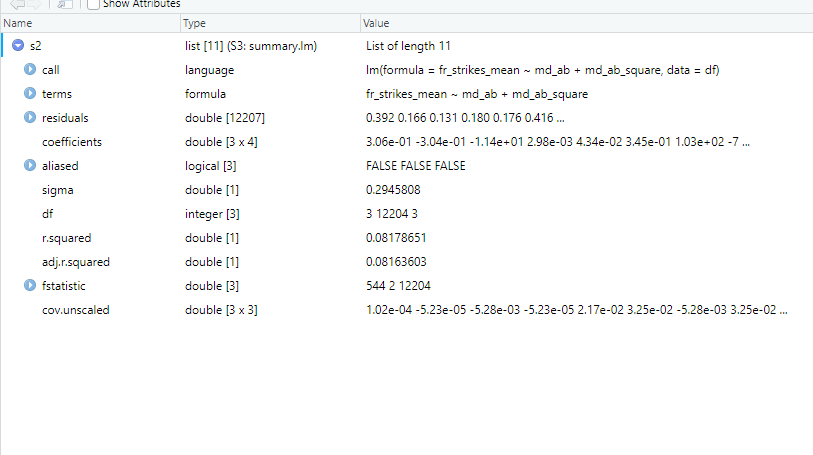 Show Attributes
Name Type Value
s2 list [11] (S3: summary.lm) List of length 11
call language lm(formula = fr_strikes_mean ~ md_ab + md_ab_square, data = df)
terms formula fr_strikes_mean ~ md_ab + md_ab_square
residuals double [12207] 0.392 0.166 0.131 0.180 0.176 0.416 ...
coefficients double [3 x 4] 3.06e-01 -3.04e-01 -1.14e+01 2.98e-03 4.34e-02 3.45e-01 1.03e+02 -7 ...
aliased logical [3] FALSE FALSE FALSE
sigma double [1] 0.2945808
df integer [3] 3 12204 3
r.squared double [1] 0.08178651
adj.r.squared double [1] 0.08163603
fstatistic double [3] 544 2 12204
cov.unscaled double [3 x 3] 1.02e-04 -5.23e-05 -5.28e-03 -5.23e-05 2.17e-02 3.25e-02 -5.28e-03 3.25e-02 ...